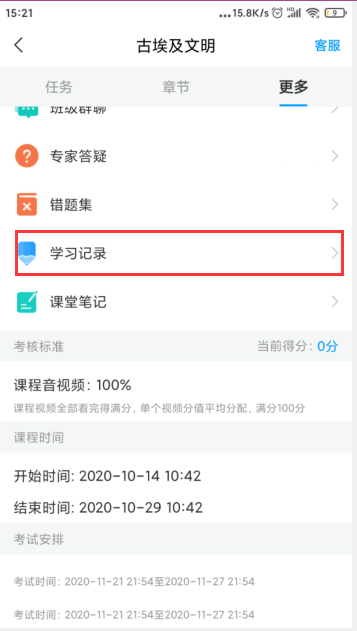 15:21 ...15.8K/s HD 9
古埃及文明 客服
任务 章节 更多
班级群聊
专家答疑
错题集
学习记录
课堂笔记
考核标准 当前得分: 0分
课程音视频: 100%
课程视频全部看完得满分，单个视频分值平均分配，满分100分
课程时间
开始时间: 2020-10-14 10:42
结束时间: 2020-10-29 10:42
考试安排
考试时间: 2020-11-21 21:54至2020-11-27 21:54
考试时间: 2020-11-21 21:54至2020-11-27 21:54